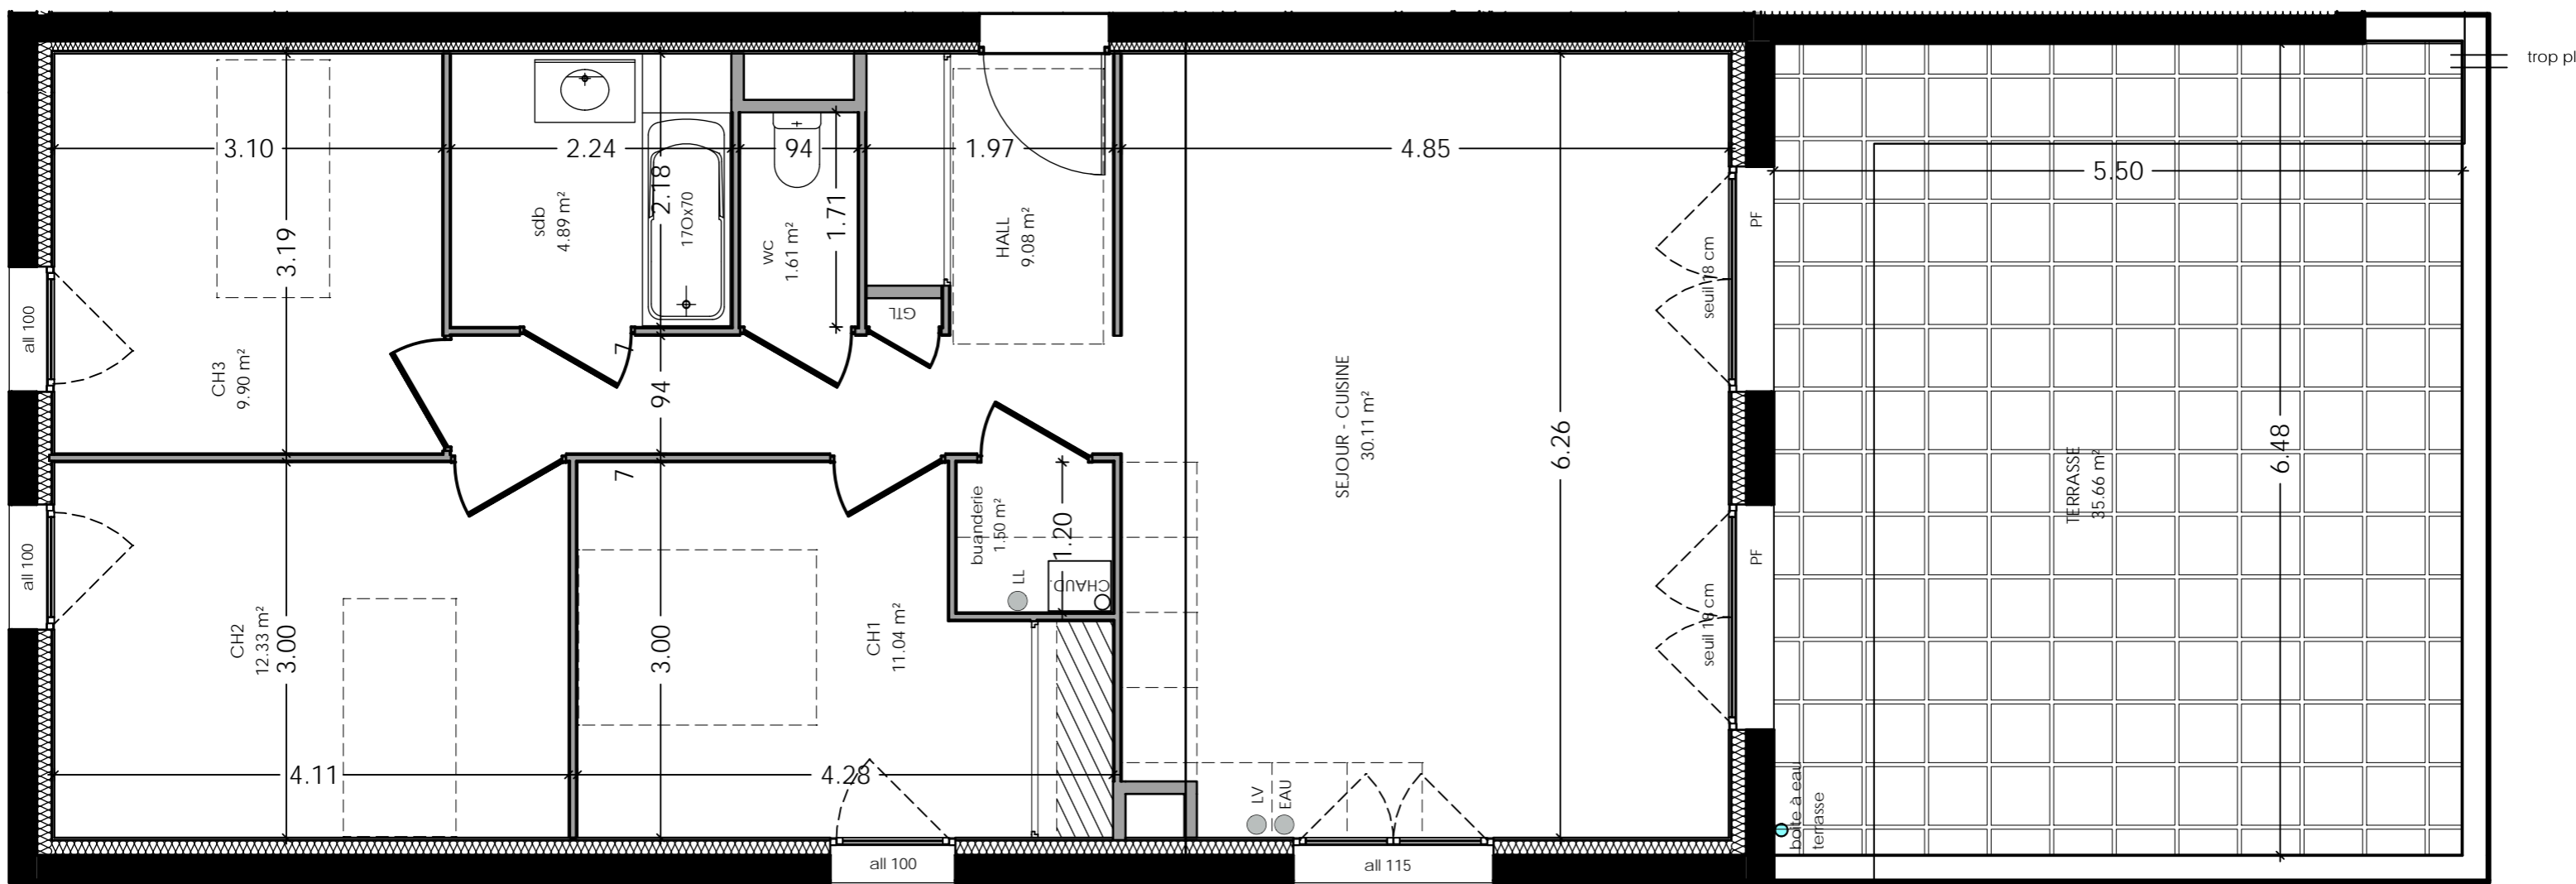 trop pl
3.10
2.24
94
1.97
4.85
5.50
3.19
2.18
17Ox70
1.71
sdb
4.89 m²
WC
1.61 m²
HALL
9.08 m²
GTL
PF
seuil 18 cm
all 100
CH3
9.90 m²
7
94
SEJOUR - CUISINE
30.11 m²
6.26
TERRASSE
35.66 m²
6.48
7
buanderie
1.50 m²
1.20
LL
CHAUD.
all 100
CH2
12.33 m²
3.00
3.00
CH1
11.04 m²
PF
seuil 18 cm
4.11
4.28
LV
EAU
boîte à eau
terrasse
all 100
all 115